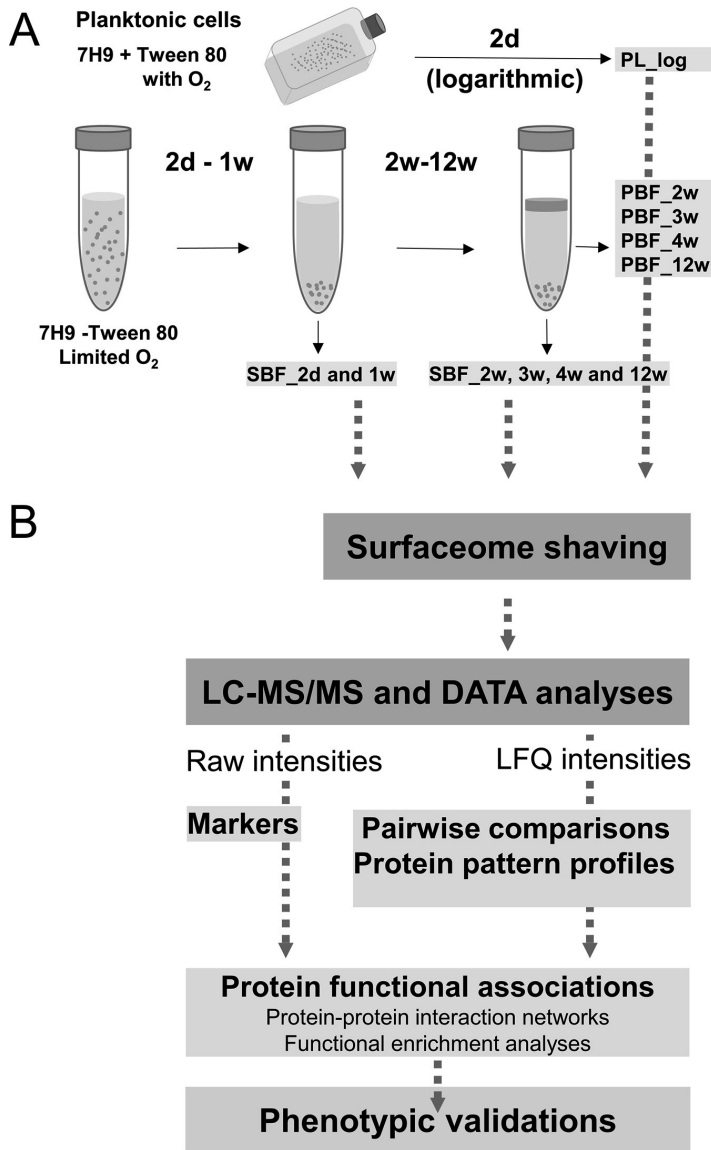 A
Planktonic cells
7H9 + Tween 80
with O2
2d
(logarithmic)
PL_log
2d - 1w
2w-12w
PBF_2w
PBF_3w
PBF_4w
PBF_12w
7H9 -Tween 80
Limited O2
SBF_2d and 1w
SBF_2w, 3w, 4w and 12w
B
Surfaceome shaving
LC-MS/MS and DATA analyses
Raw intensities
LFQ intensities
Markers
Pairwise comparisons
Protein pattern profiles
Protein functional associations
Protein-protein interaction networks
Functional enrichment analyses
Phenotypic validations